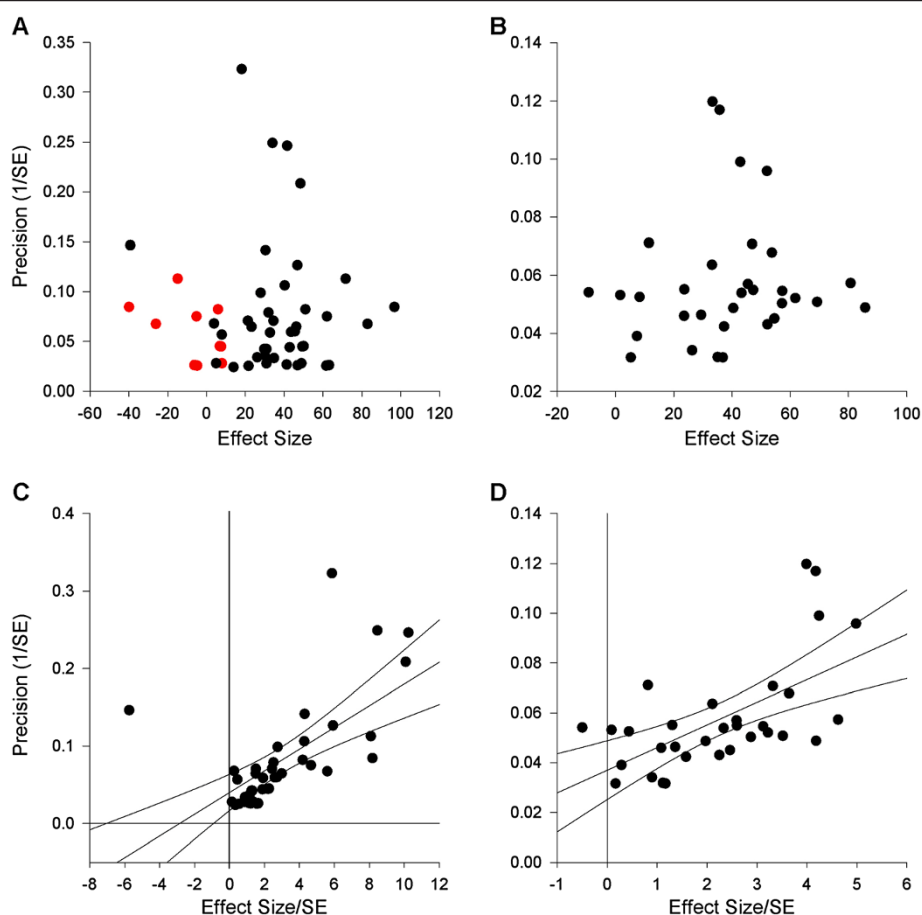 A
0.35
0.30
0.25
0.20
0.15
0.10
0.05
0.00
-60 -40 -20 0 20 40 60 80 100 120
Effect Size
Precision (1/SE)
B
0.14
0.12
0.10
0.08
0.06
0.04
0.02
-20 0 20 40 60 80 100
Effect Size
C
0.4
0.3
0.2
0.1
0.0
-8 -6 -4 -2 0 2 4 6 8 10 12
Effect Size/SE
Precision (1/SE)
D
0.14
0.12
0.10
0.08
0.06
0.04
0.02
0.00
-1 0 1 2 3 4 5 6
Effect Size/SE